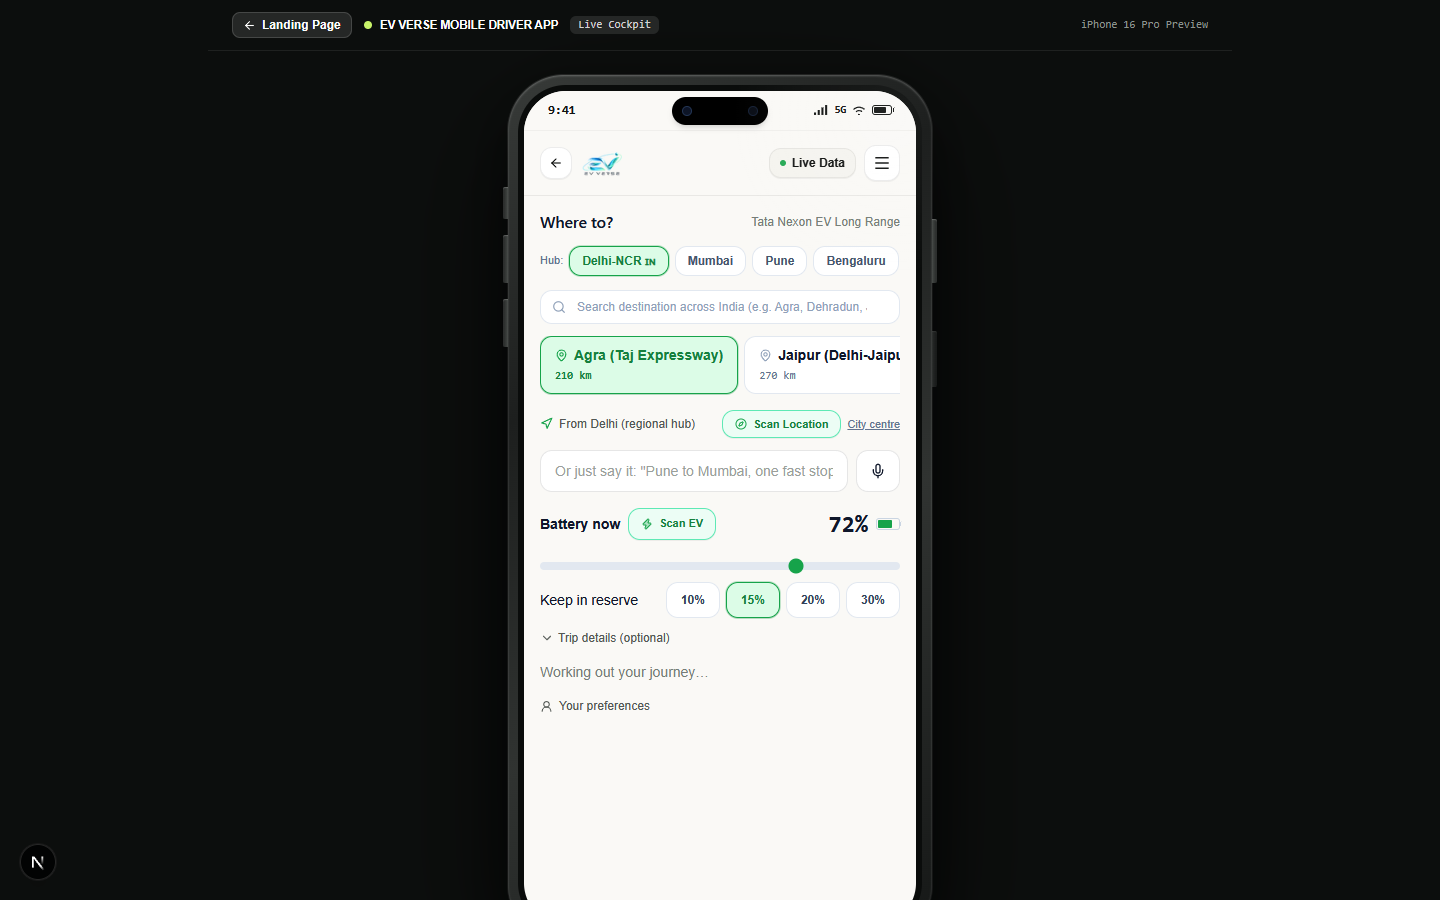 Landing Page EV VERSE MOBILE DRIVER APP Live Cockpit iPhone 16 Pro Preview
9:41 5G
EV VERSE Live Data
Where to? Tata Nexon EV Long Range
Hub: Delhi-NCR IN Mumbai Pune Bengaluru
Search destination across India (e.g. Agra, Dehradun,
Agra (Taj Expressway) Jaipur (Delhi-Jaipu
210 km 270 km
From Delhi (regional hub) Scan Location City centre
Or just say it: "Pune to Mumbai, one fast stop
Battery now Scan EV 72%
Keep in reserve 10% 15% 20% 30%
Trip details (optional)
Working out your journey…
Your preferences
N